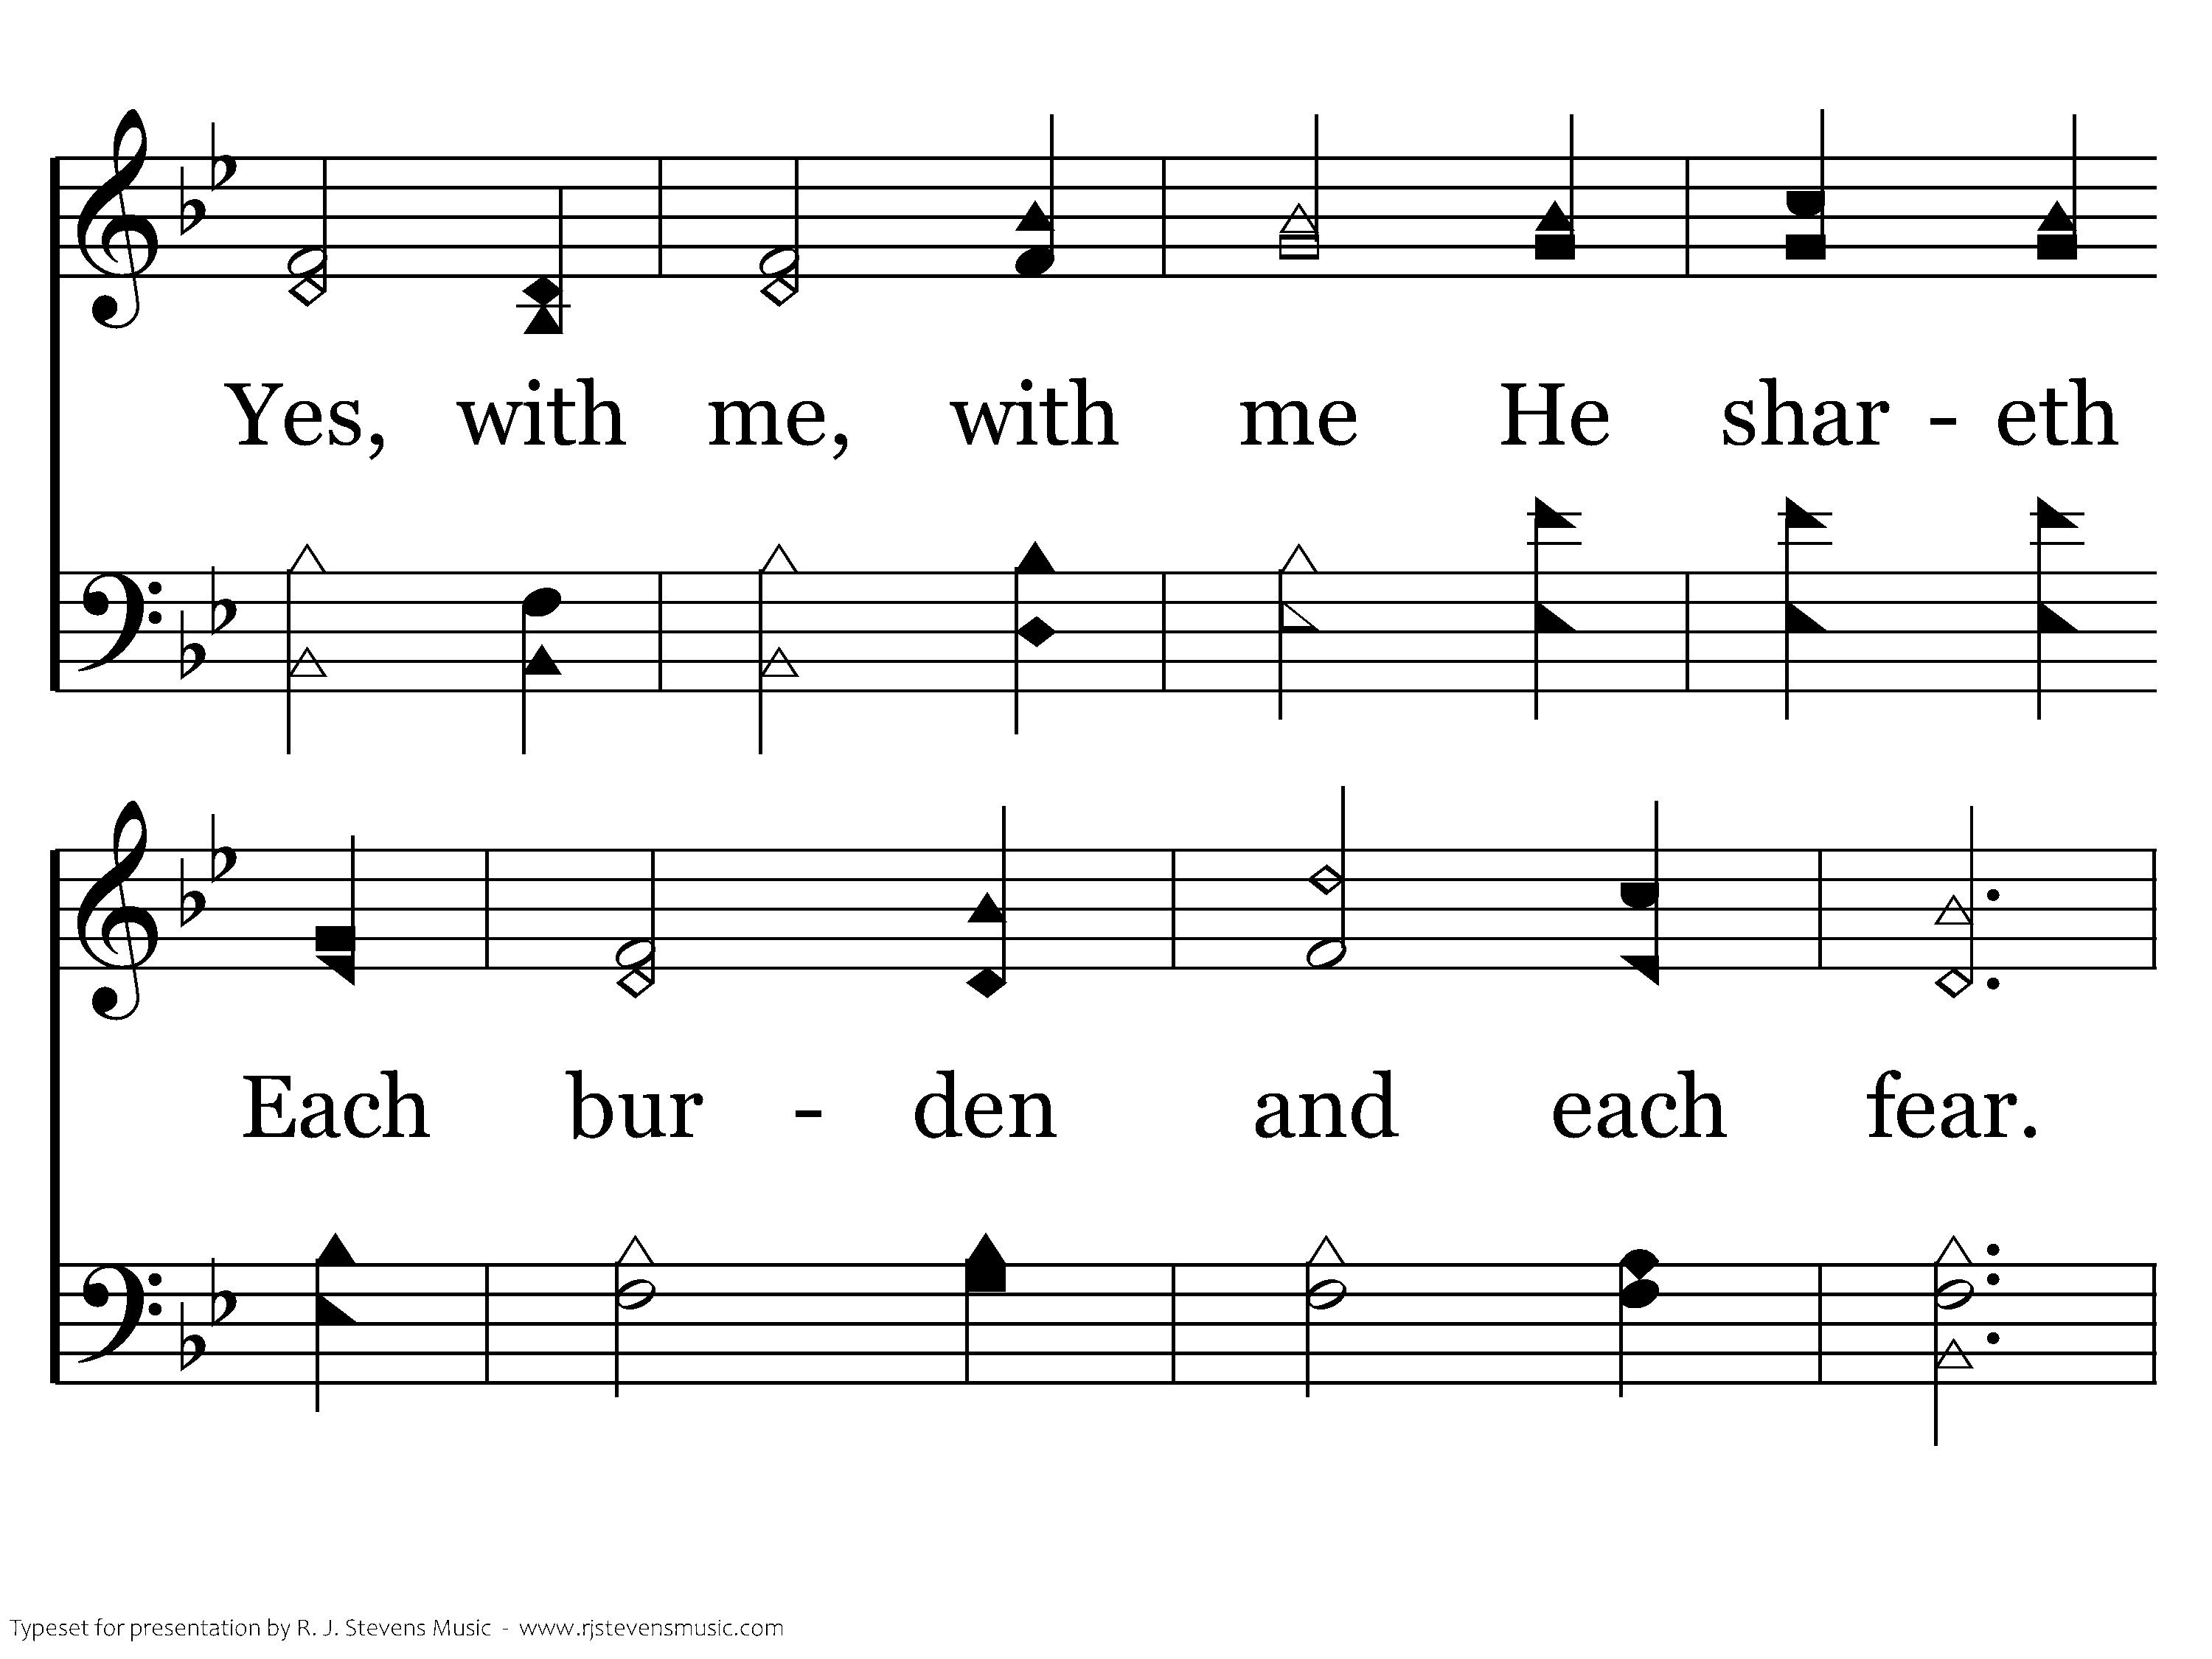 Yes, with me, with me He shar - eth
Each bur - den and each fear.
Typeset for presentation by R. J. Stevens Music - www.rjstevensmusic.com